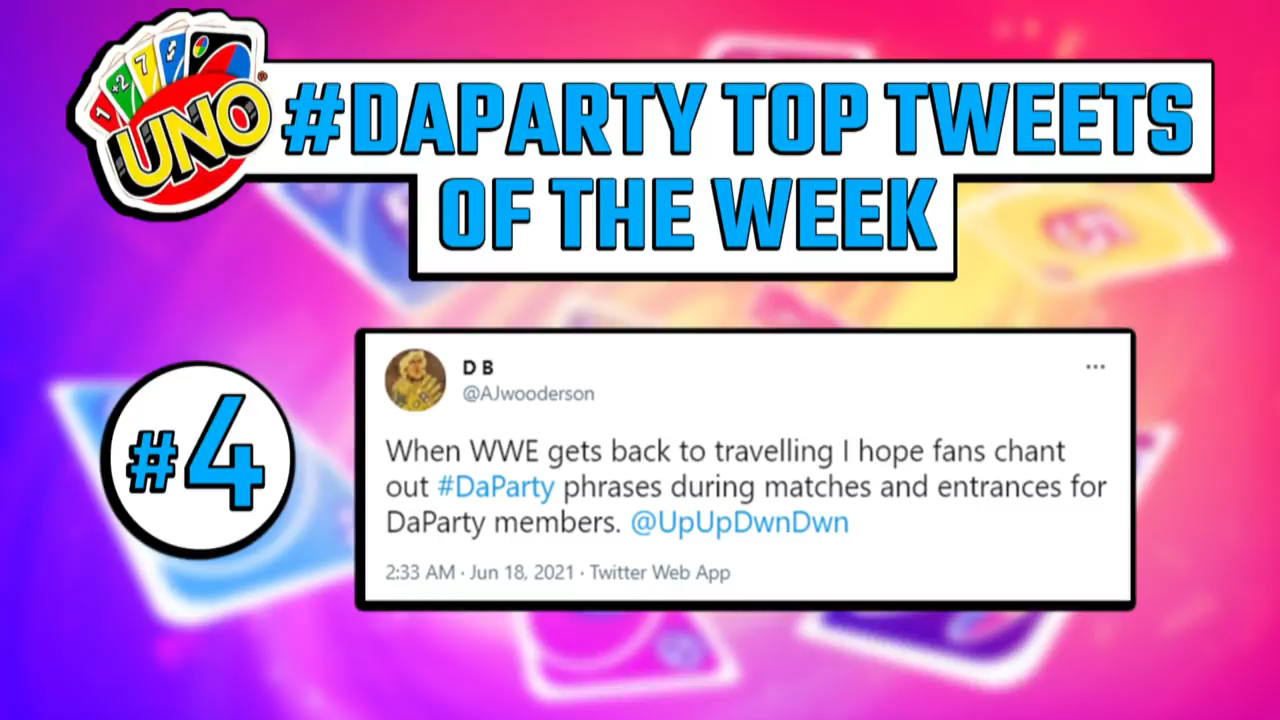 UNO
#DAPARTY TOP TWEETS
OF THE WEEK
#4
D B
@AJwooderson
When WWE gets back to travelling I hope fans chant
out #DaParty phrases during matches and entrances for
DaParty members. @UpUpDwnDwn
2:33 AM · Jun 18, 2021 · Twitter Web App